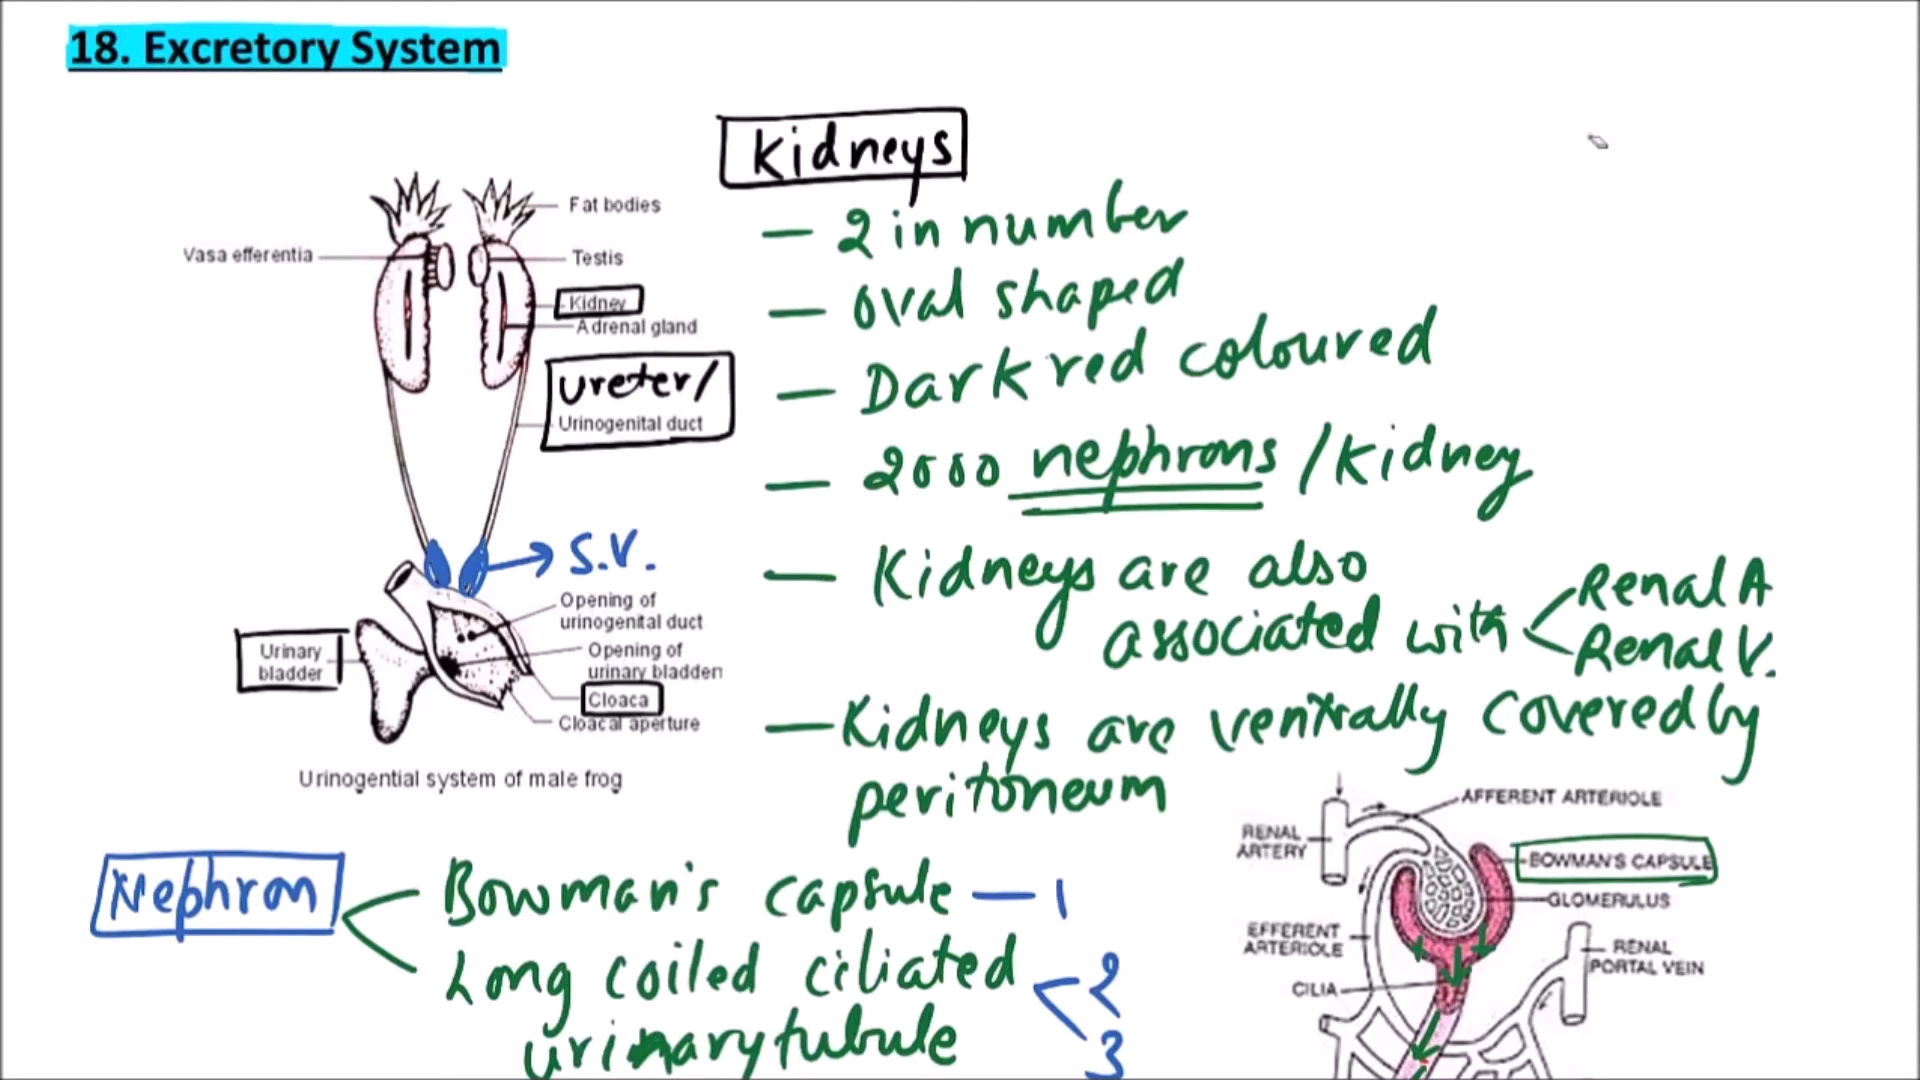 18. Excretory System
Kidneys
Fat bodies
Vasa efferentia
Testis
Kidney
Adrenal gland
Ureter/
Urinogenital duct
S.V.
Opening of
urinogenital duct
Opening of
urinary bladden
Urinary
bladder
Cloaca
Cloacal aperture
Urinogential system of male frog
— 2 in number
— Oval shaped
— Dark red coloured
— 2000 nephrons / Kidney
— Kidneys are also
associated with
Renal A
Renal V.
— Kidneys are ventrally covered by
peritoneum
Nephron
Bowman's capsule — 1
Long coiled ciliated
urinary tubule
2
3
AFFERENT ARTERIOLE
RENAL
ARTERY
BOWMAN'S CAPSULE
GLOMERULUS
EFFERENT
ARTERIOLE
RENAL
PORTAL VEIN
CILIA